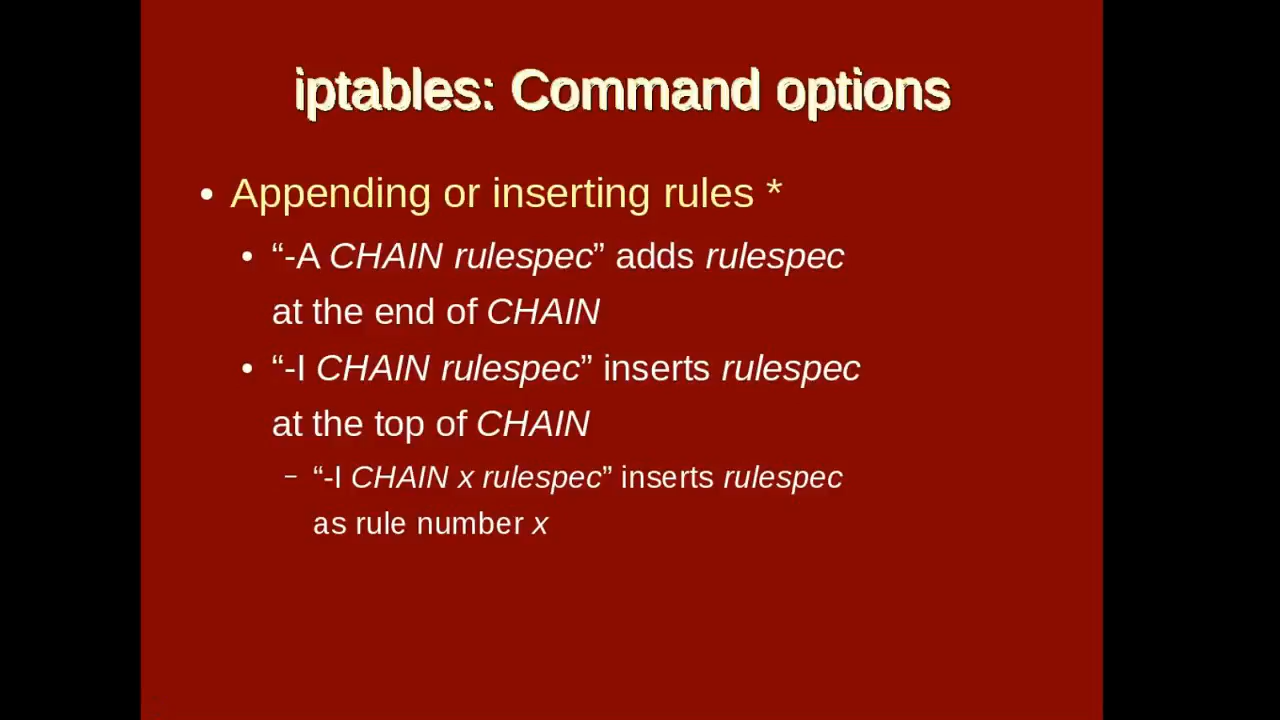 iptables: Command options
• Appending or inserting rules *
• “-A CHAIN rulespec” adds rulespec
at the end of CHAIN
• “-I CHAIN rulespec” inserts rulespec
at the top of CHAIN
– “-I CHAIN x rulespec” inserts rulespec
as rule number x